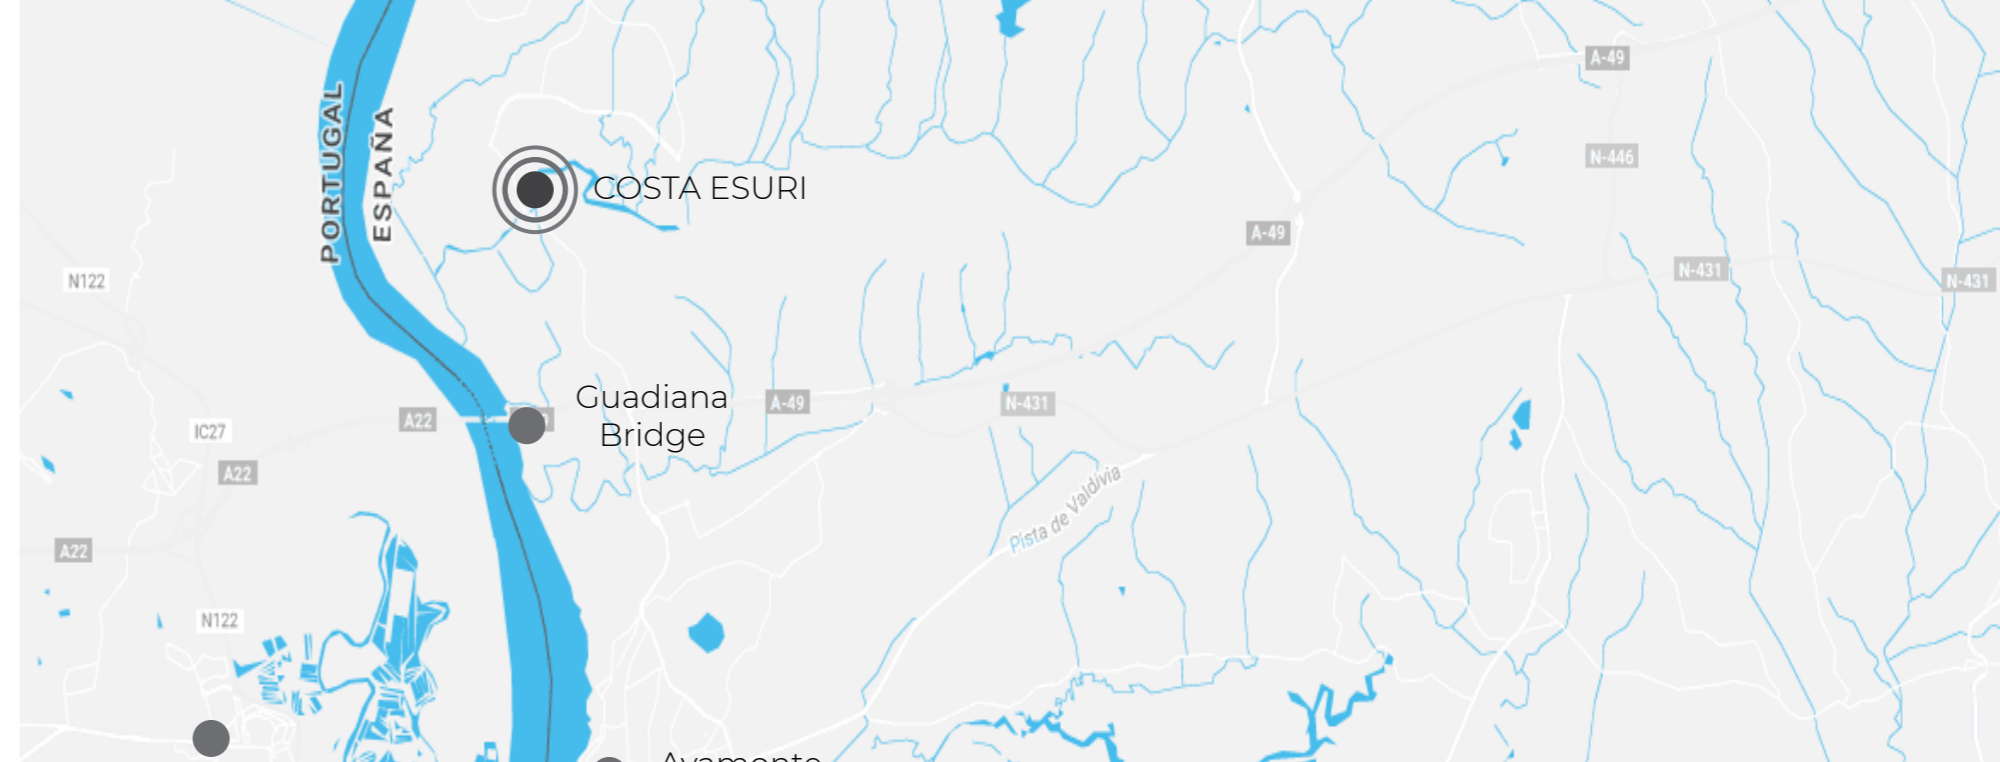 A-49
PORTUGAL
ESPAÑA
N-446
COSTA ESURI
A-49
N122
N-431
N-431
Guadiana
Bridge
A22
A-49
N-431
IC27
A22
Pista de Valdivia
A22
N122
Ayamonte